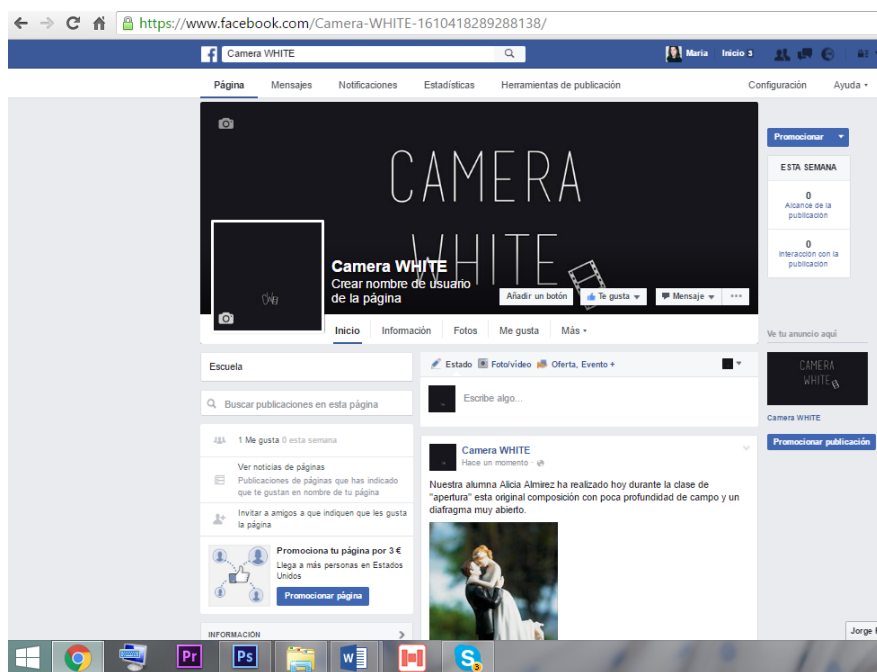 https://www.facebook.com/Camera-WHITE-1610418289288138/
Camera WHITE
Maria Inicio 3
Página Mensajes Notificaciones Estadísticas Herramientas de publicación Configuración Ayuda
CAMERA
WHITE
Camera WHITE
Crear nombre de usuario
de la página
Añadir un botón Te gusta Mensaje
Inicio Información Fotos Me gusta Más
Promocionar
ESTA SEMANA
0
Alcance de la
publicación
0
Interacción con la
publicación
Ve tu anuncio aquí
CAMERA
WHITE
Camera WHITE
Promocionar publicación
Escuela
Buscar publicaciones en esta página
1 Me gusta 0 esta semana
Ver noticias de páginas
Publicaciones de páginas que has indicado
que te gustan en nombre de tu página
Invitar a amigos a que indiquen que les gusta
la página
Promociona tu página por 3 €
Llega a más personas en Estados
Unidos
Promocionar página
INFORMACIÓN
Estado Foto/vídeo Oferta, Evento +
Escribe algo...
Camera WHITE
Hace un momento
Nuestra alumna Alicia Almirez ha realizado hoy durante la clase de
"apertura" esta original composición con poca profundidad de campo y un
diafragma muy abierto.
Jorge
Pr Ps W S 3